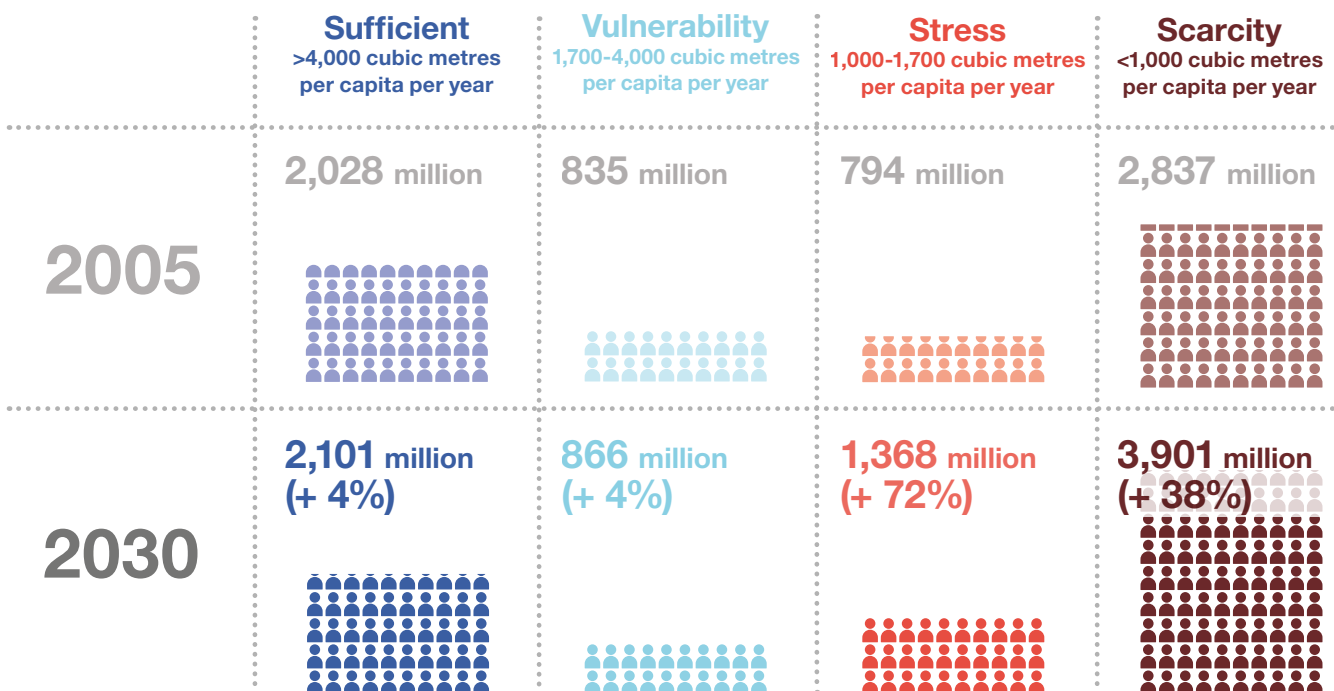 Sufficient
>4,000 cubic metres
per capita per year
Vulnerability
1,700-4,000 cubic metres
per capita per year
Stress
1,000-1,700 cubic metres
per capita per year
Scarcity
<1,000 cubic metres
per capita per year
2005
2,028 million
835 million
794 million
2,837 million
2030
2,101 million
(+ 4%)
866 million
(+ 4%)
1,368 million
(+ 72%)
3,901 million
(+ 38%)